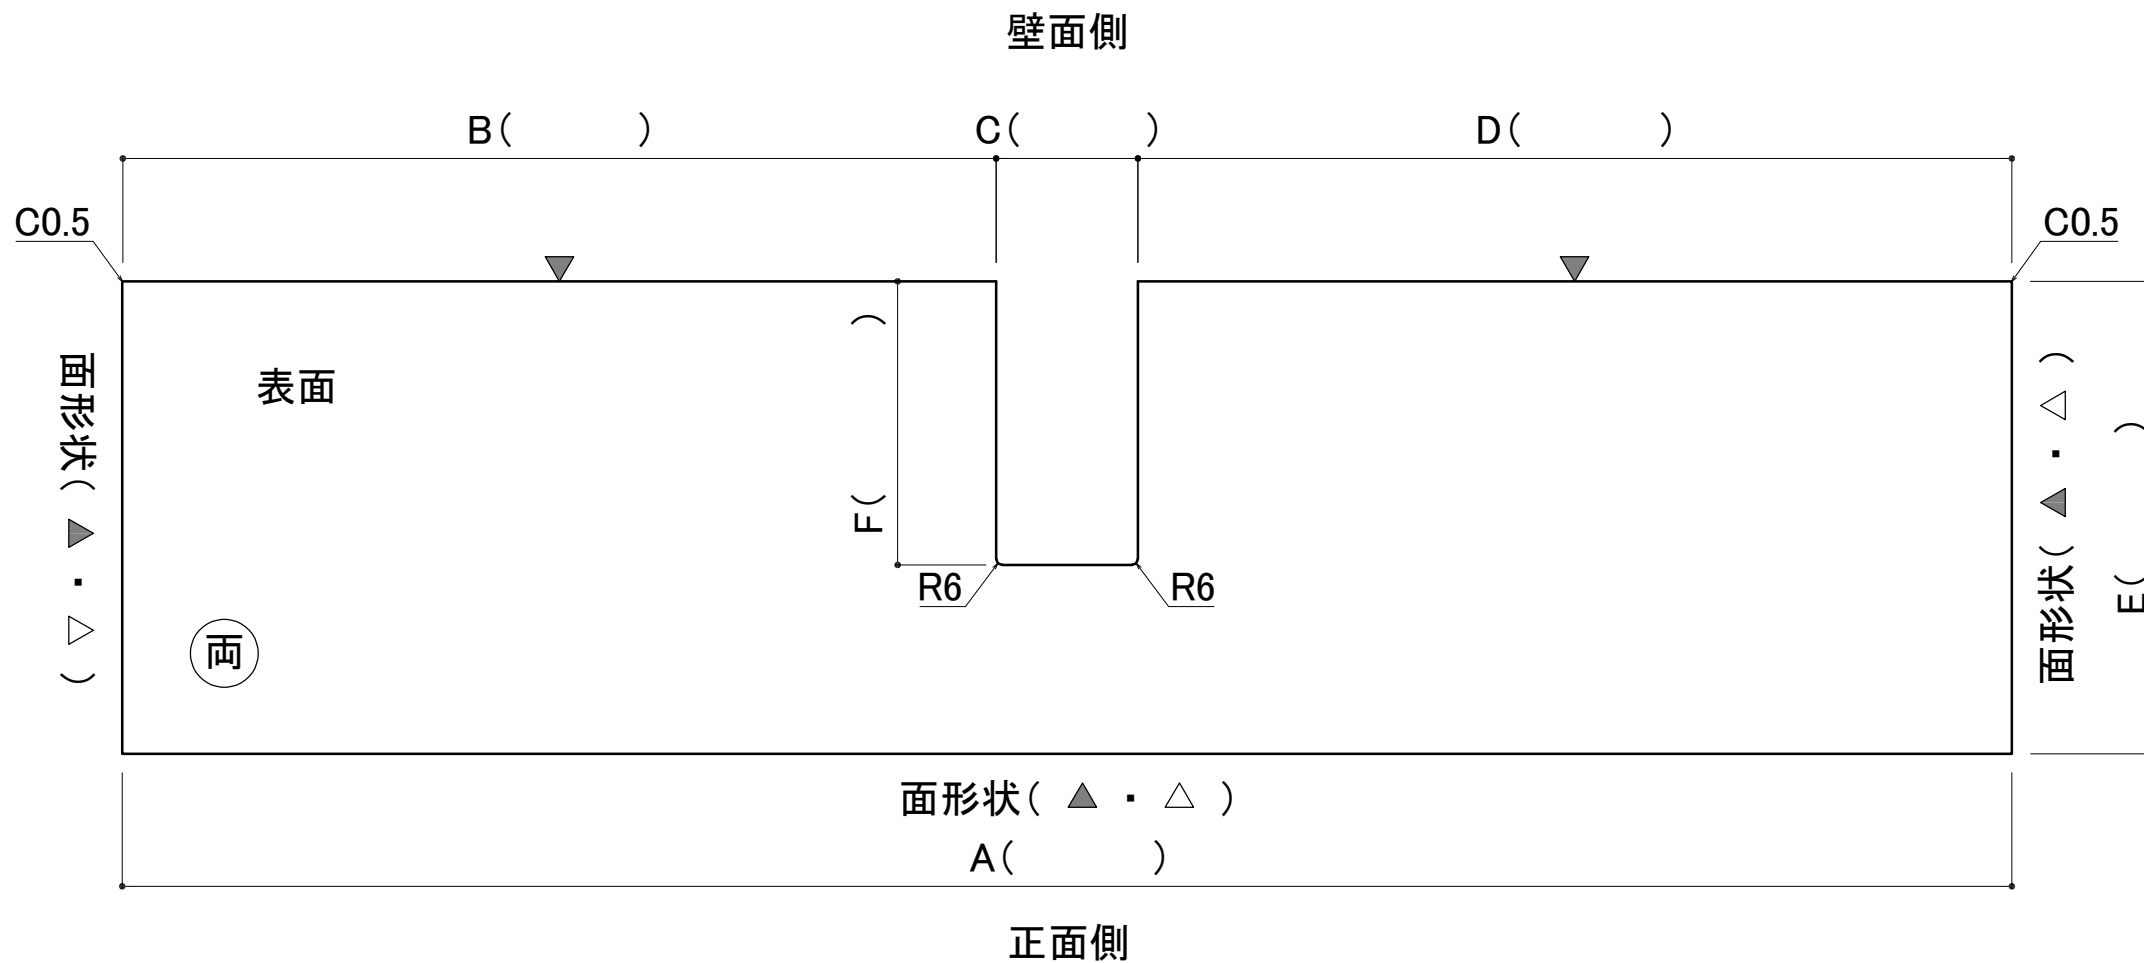 壁面側
B( )
C( )
D( )
C0.5
C0.5
表面
面形状( ▲ ・ △ )
F( )
面形状( ▲ ・ △ )
E( )
R6
R6
両
面形状( ▲ ・ △ )
A( )
正面側